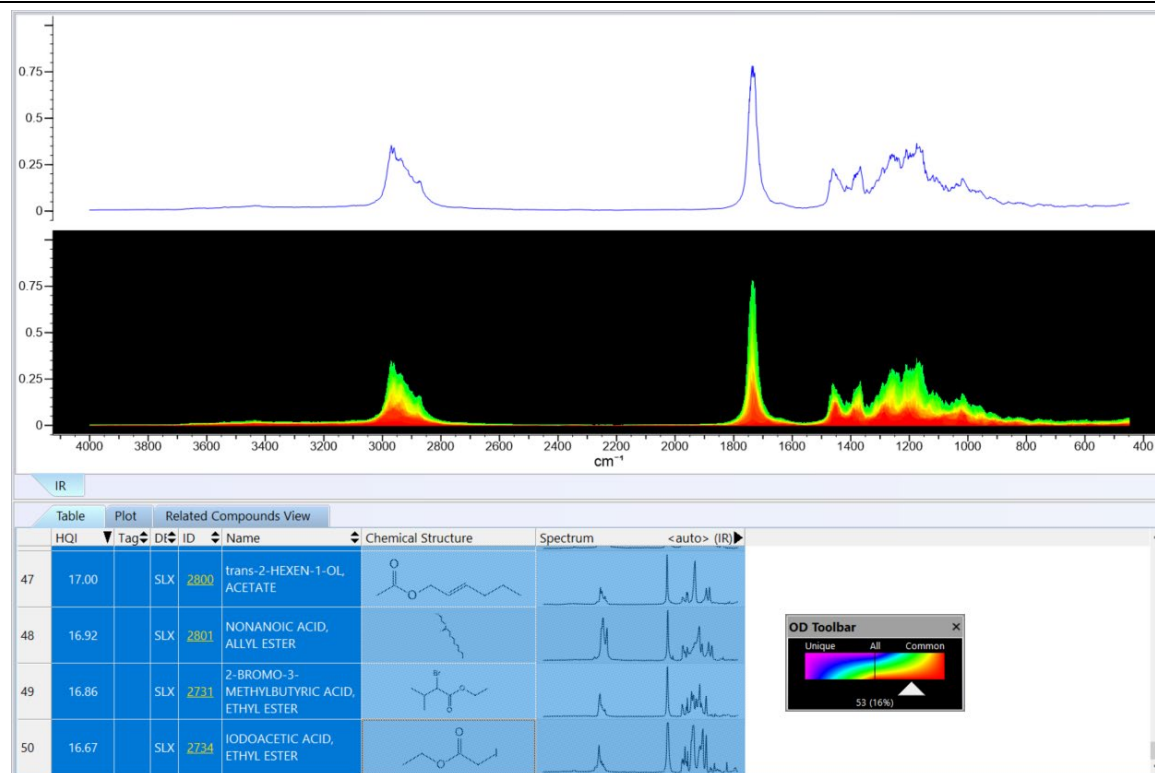 0.75
0.5
0.25
0
0.75
0.5
0.25
0
4000 3800 3600 3400 3200 3000 2800 2600 2400 2200 2000 1800 1600 1400 1200 1000 800 600 400
cm⁻¹
IR
Table Plot Related Compounds View
HQI Tag ID Name Chemical Structure Spectrum <auto> (IR)
47 17.00 SLX 2800 trans-2-HEXEN-1-OL,
ACETATE
O
O
48 16.92 SLX 2801 NONANOIC ACID,
ALLYL ESTER
49 16.86 SLX 2731 2-BROMO-3-
METHYLBUTYRIC ACID,
ETHYL ESTER
Br
O
O
50 16.67 SLX 2734 IODOACETIC ACID,
ETHYL ESTER
O
O
I
OD Toolbar ×
Unique All Common
53 (16%)